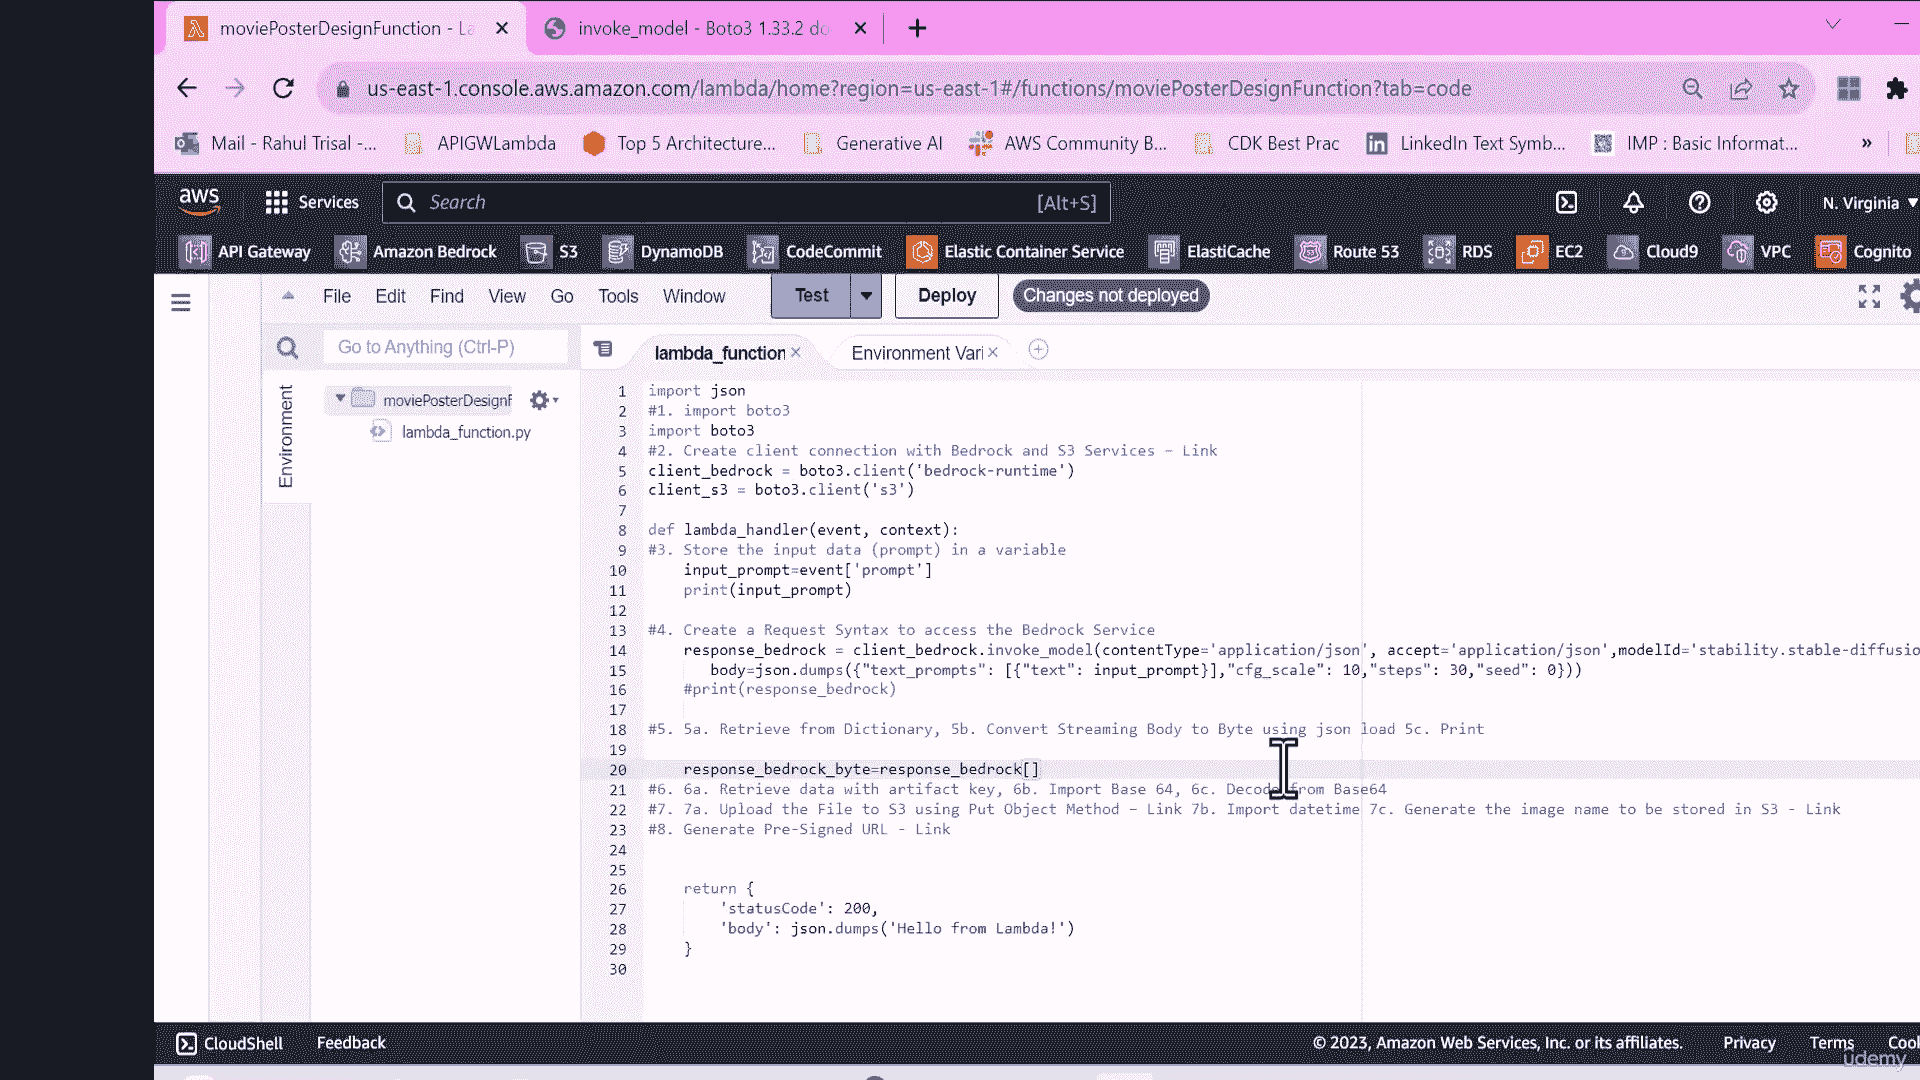 moviePosterDesignFunction - La
invoke_model - Boto3 1.33.2 do
us-east-1.console.aws.amazon.com/lambda/home?region=us-east-1#/functions/moviePosterDesignFunction?tab=code
Mail - Rahul Trisal -...
APIGWLambda
Top 5 Architecture...
Generative AI
AWS Community B...
CDK Best Prac
LinkedIn Text Symb...
IMP : Basic Informat...
»
aws
Services
Search
[Alt+S]
N. Virginia
API Gateway
Amazon Bedrock
S3
DynamoDB
CodeCommit
Elastic Container Service
ElastiCache
Route 53
RDS
EC2
Cloud9
VPC
Cognito
File Edit Find View Go Tools Window
Test
Deploy
Changes not deployed
Go to Anything (Ctrl-P)
lambda_function
Environment Vari
Environment
moviePosterDesignF
lambda_function.py
1 import json
2 #1. import boto3
3 import boto3
4 #2. Create client connection with Bedrock and S3 Services – Link
5 client_bedrock = boto3.client('bedrock-runtime')
6 client_s3 = boto3.client('s3')
7
8 def lambda_handler(event, context):
9 #3. Store the input data (prompt) in a variable
10 input_prompt=event['prompt']
11 print(input_prompt)
12
13 #4. Create a Request Syntax to access the Bedrock Service
14 response_bedrock = client_bedrock.invoke_model(contentType='application/json', accept='application/json',modelId='stability.stable-diffusio
15 body=json.dumps({"text_prompts": [{"text": input_prompt}],"cfg_scale": 10,"steps": 30,"seed": 0}))
16 #print(response_bedrock)
17
18 #5. 5a. Retrieve from Dictionary, 5b. Convert Streaming Body to Byte using json load 5c. Print
19
20 response_bedrock_byte=response_bedrock[]
21 #6. 6a. Retrieve data with artifact key, 6b. Import Base 64, 6c. Decode from Base64
22 #7. 7a. Upload the File to S3 using Put Object Method – Link 7b. Import datetime 7c. Generate the image name to be stored in S3 - Link
23 #8. Generate Pre-Signed URL - Link
24
25
26 return {
27 'statusCode': 200,
28 'body': json.dumps('Hello from Lambda!')
29 }
30
CloudShell
Feedback
© 2023, Amazon Web Services, Inc. or its affiliates.
Privacy
Terms
Cook
udemy